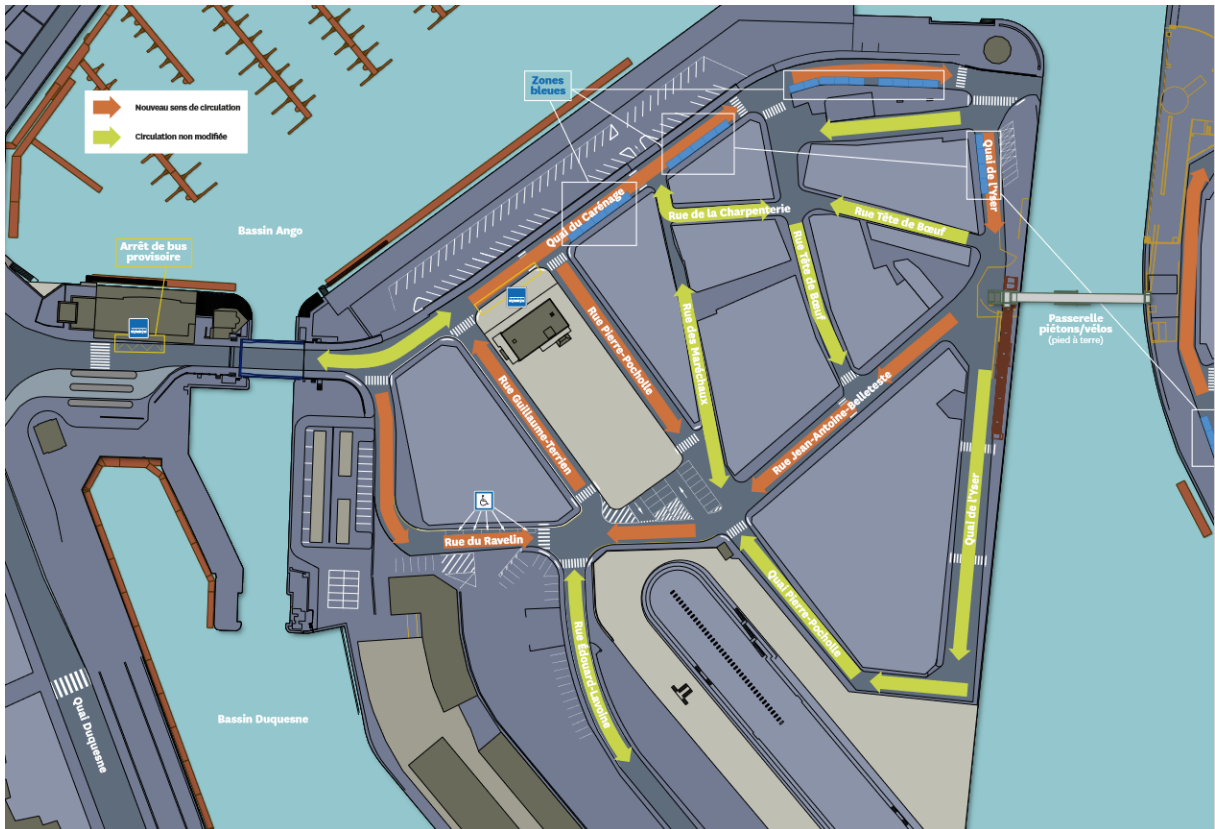 Zones
bleues
Nouveau sens de circulation
Circulation non modifiée
Quai de l'Yser
Quai du Carénage
Rue de la Charpenterie
Rue Tête de Bœuf
Bassin Ango
Arrêt de bus
provisoire
Rue Tête de Bœuf
Rue Pierre-Pocholle
Rue des Maréchaux
Passerelle
piétons/vélos
(pied à terre)
Rue Guillaume-Terrien
Rue Jean-Antoine-Belleteste
Quai de l'Yser
Rue du Ravelin
Quai Pierre-Pocholle
Rue Édouard-Lavoine
Quai Duquesne
Bassin Duquesne